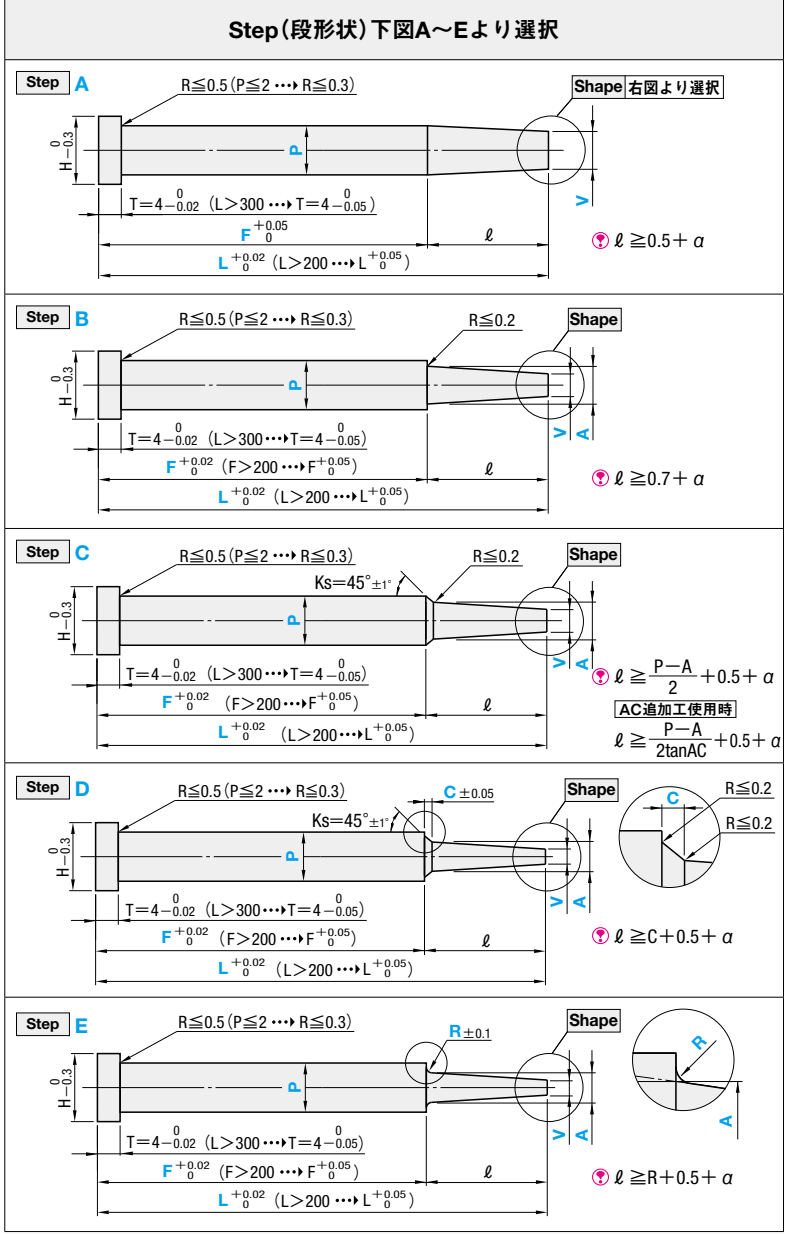 Step(段形状)下図A〜Eより選択
Step A
R≦0.5(P≦2 ···▸ R≦0.3)
Shape 右図より選択
H 0 −0.3
P
V
T=4 0 −0.02 (L>300 ···▸ T=4 0 −0.05)
F +0.05 0
ℓ
L +0.02 0 (L>200 ···▸ L +0.05 0)
ℓ ≧0.5+α
Step B
R≦0.5(P≦2 ···▸ R≦0.3)
R≦0.2
Shape
H 0 −0.3
P
V
A
T=4 0 −0.02 (L>300 ···▸T=4 0 −0.05)
F +0.02 0 (F>200 ···▸F +0.05 0)
ℓ
L +0.02 0 (L>200 ···▸L +0.05 0)
ℓ ≧0.7+α
Step C
R≦0.5(P≦2 ···▸ R≦0.3)
R≦0.2
Shape
Ks=45°±1°
H 0 −0.3
P
V
A
T=4 0 −0.02 (L>300 ···▸T=4 0 −0.05)
F +0.02 0 (F>200···▸F +0.05 0)
ℓ
L +0.02 0 (L>200···▸L +0.05 0)
ℓ ≧ P−A / 2 +0.5+α
AC追加工使用時
ℓ ≧ P−A / 2tanAC +0.5+α
Step D
R≦0.5(P≦2 ···▸ R≦0.3)
C ±0.05
Shape
Ks=45°±1°
R≦0.2
C
R≦0.2
H 0 −0.3
P
V
A
T=4 0 −0.02 (L>300···▸T=4 0 −0.05)
F +0.02 0 (F>200 ···▸F +0.05 0)
ℓ
L +0.02 0 (L>200 ···▸L +0.05 0)
ℓ ≧C+0.5+α
Step E
R≦0.5(P≦2 ···▸ R≦0.3)
R ±0.1
Shape
R
H 0 −0.3
P
V
A
A
T=4 0 −0.02 (L>300 ···▸T=4 0 −0.05)
F +0.02 0 (F>200 ···▸ F +0.05 0)
ℓ
L +0.02 0 (L>200 ···▸ L +0.05 0)
ℓ ≧R+0.5+α